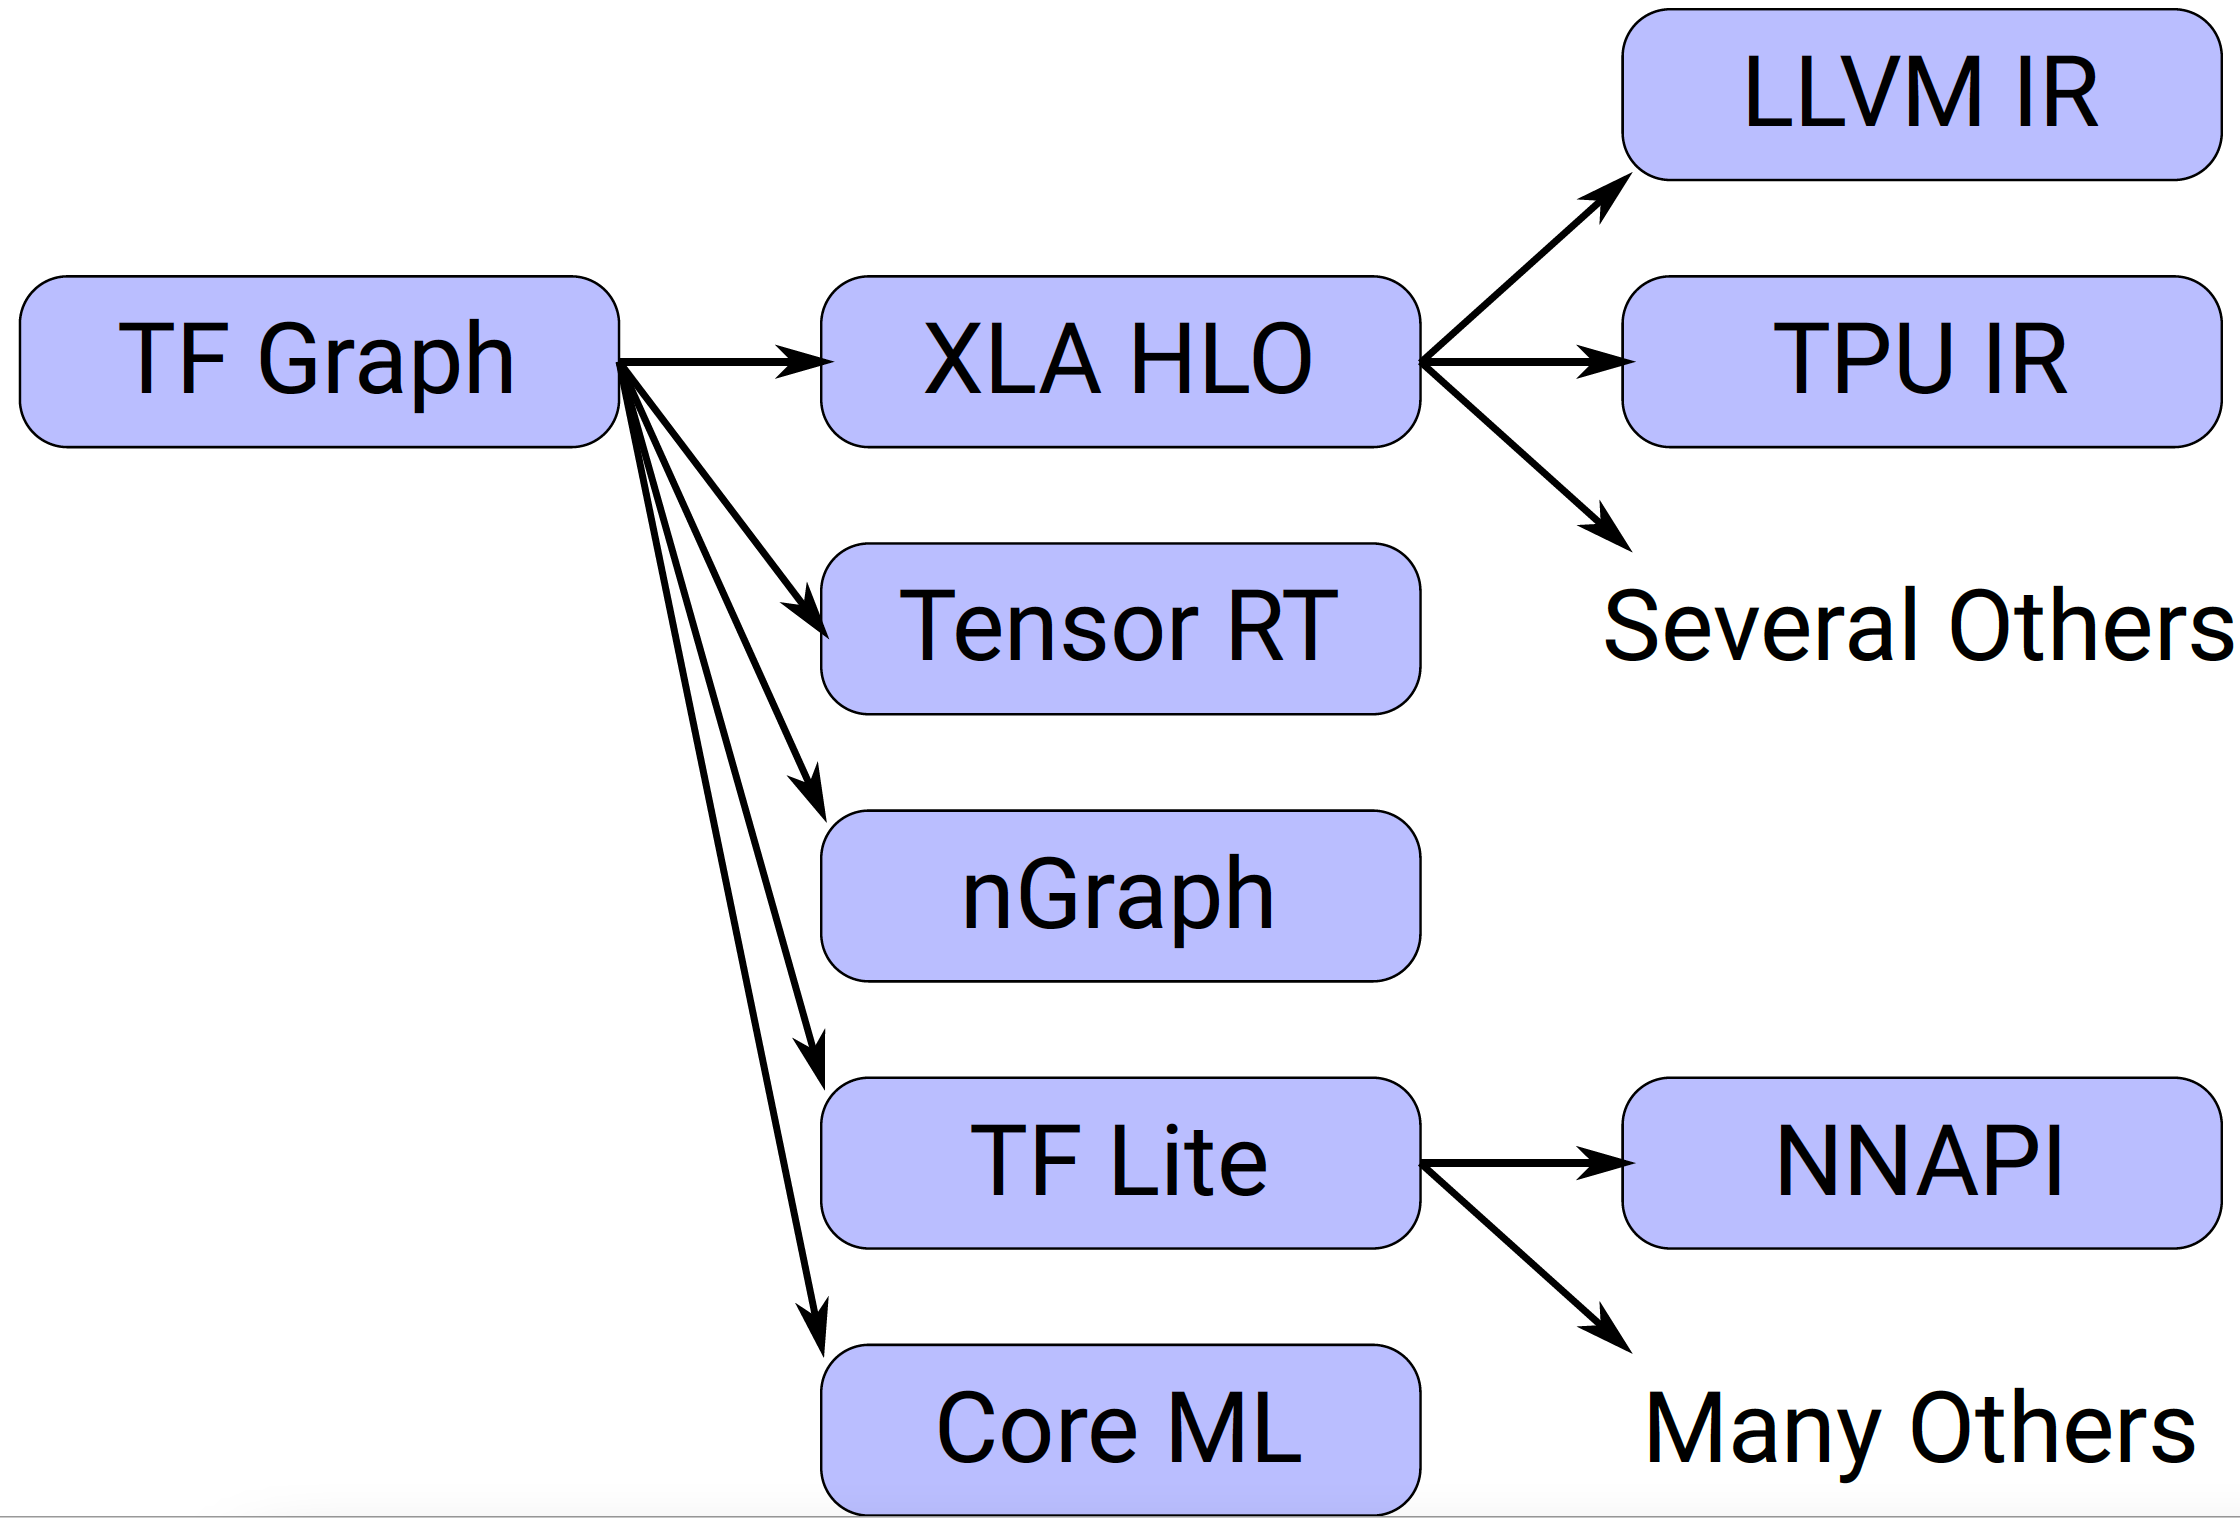 LLVM IR
TF Graph
XLA HLO
TPU IR
Tensor RT
Several Others
nGraph
TF Lite
NNAPI
Core ML
Many Others